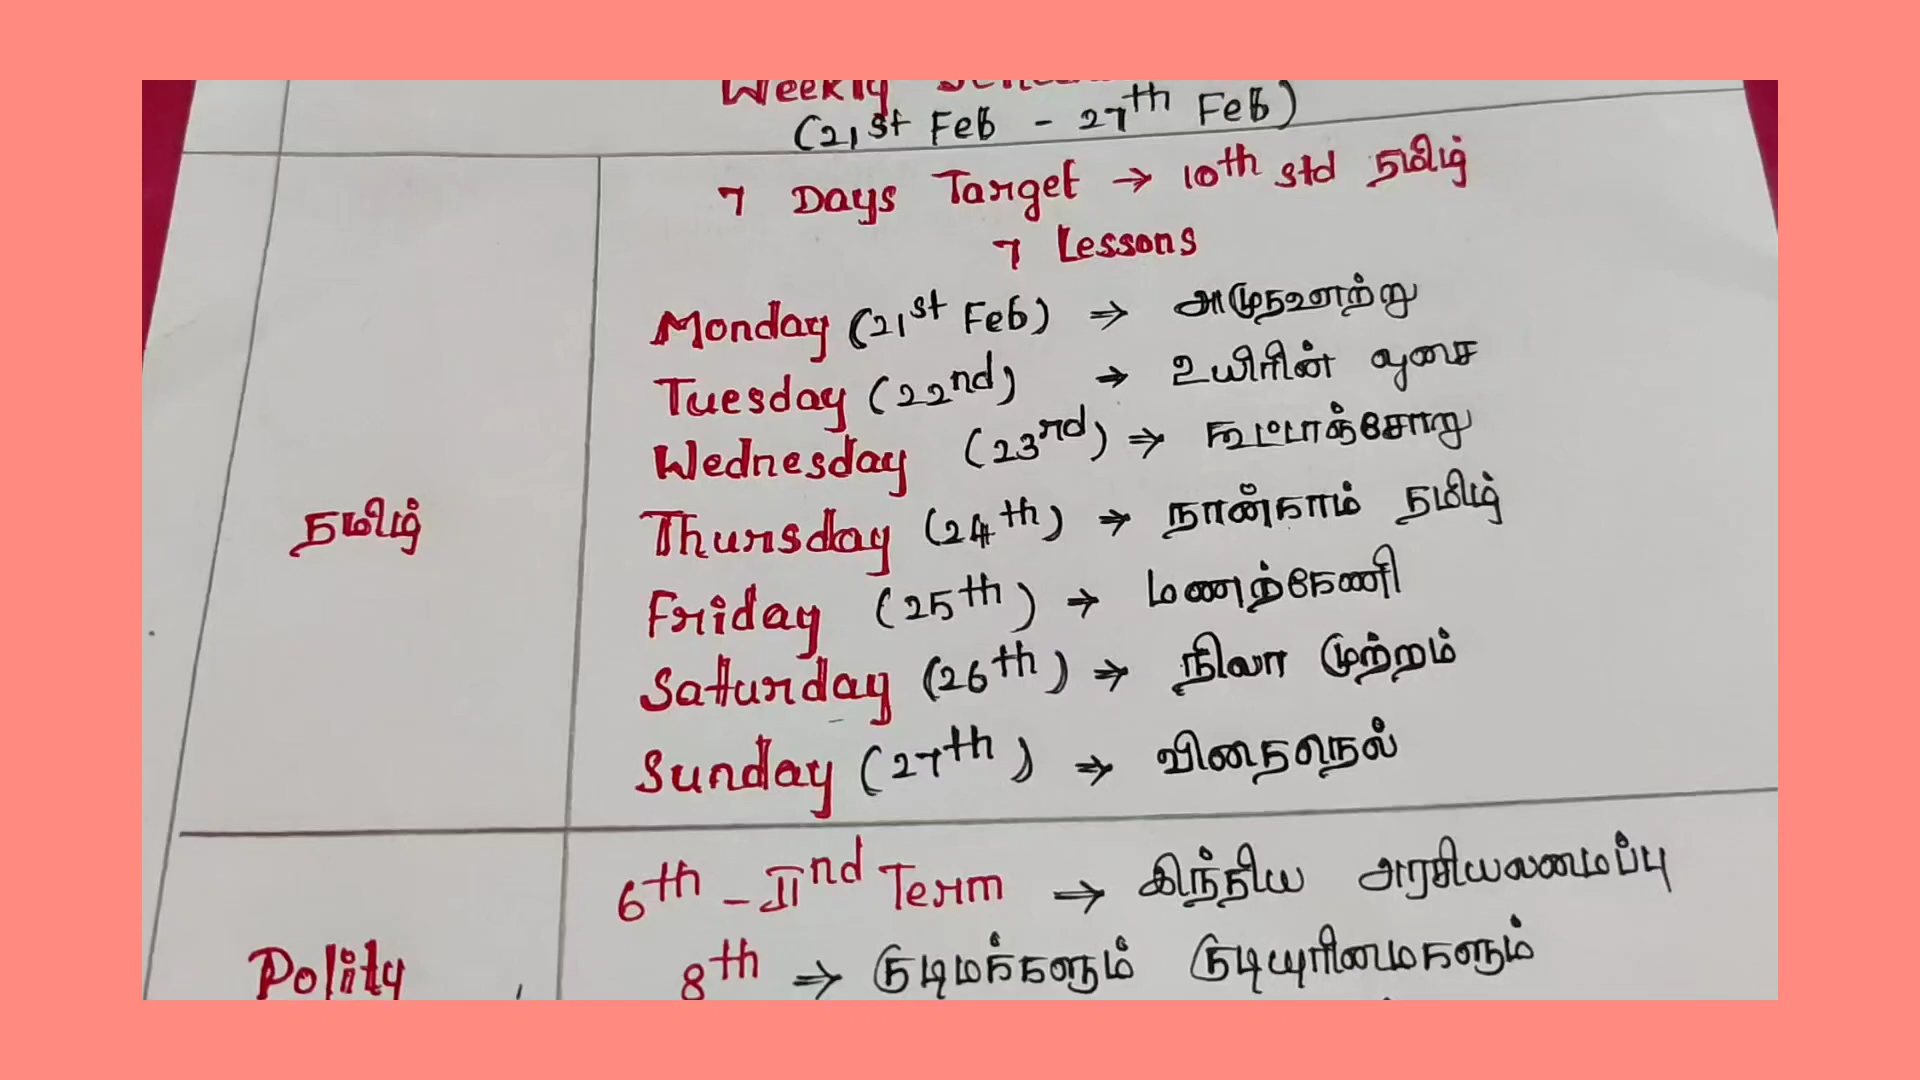 Weekly
(21st Feb - 27th Feb)
7 Days Target → 10th std தமிழ்
7 Lessons
Monday (21st Feb) ⇒ அமுதஊற்று
Tuesday (22nd) → உயிரின் ஓசை
Wednesday (23rd) ⇒ கூட்டாஞ்சோறு
தமிழ்
Thursday (24th) ⇒ நான்காம் தமிழ்
Friday (25th) → மணற்கேணி
Saturday (26th) → நிலா முற்றம்
Sunday (27th) ⇒ விதைநெல்
6th - IInd Term → இந்திய அரசியலமைப்பு
Polity
8th ⇒ குடிமக்களும் குடியுரிமைகளும்